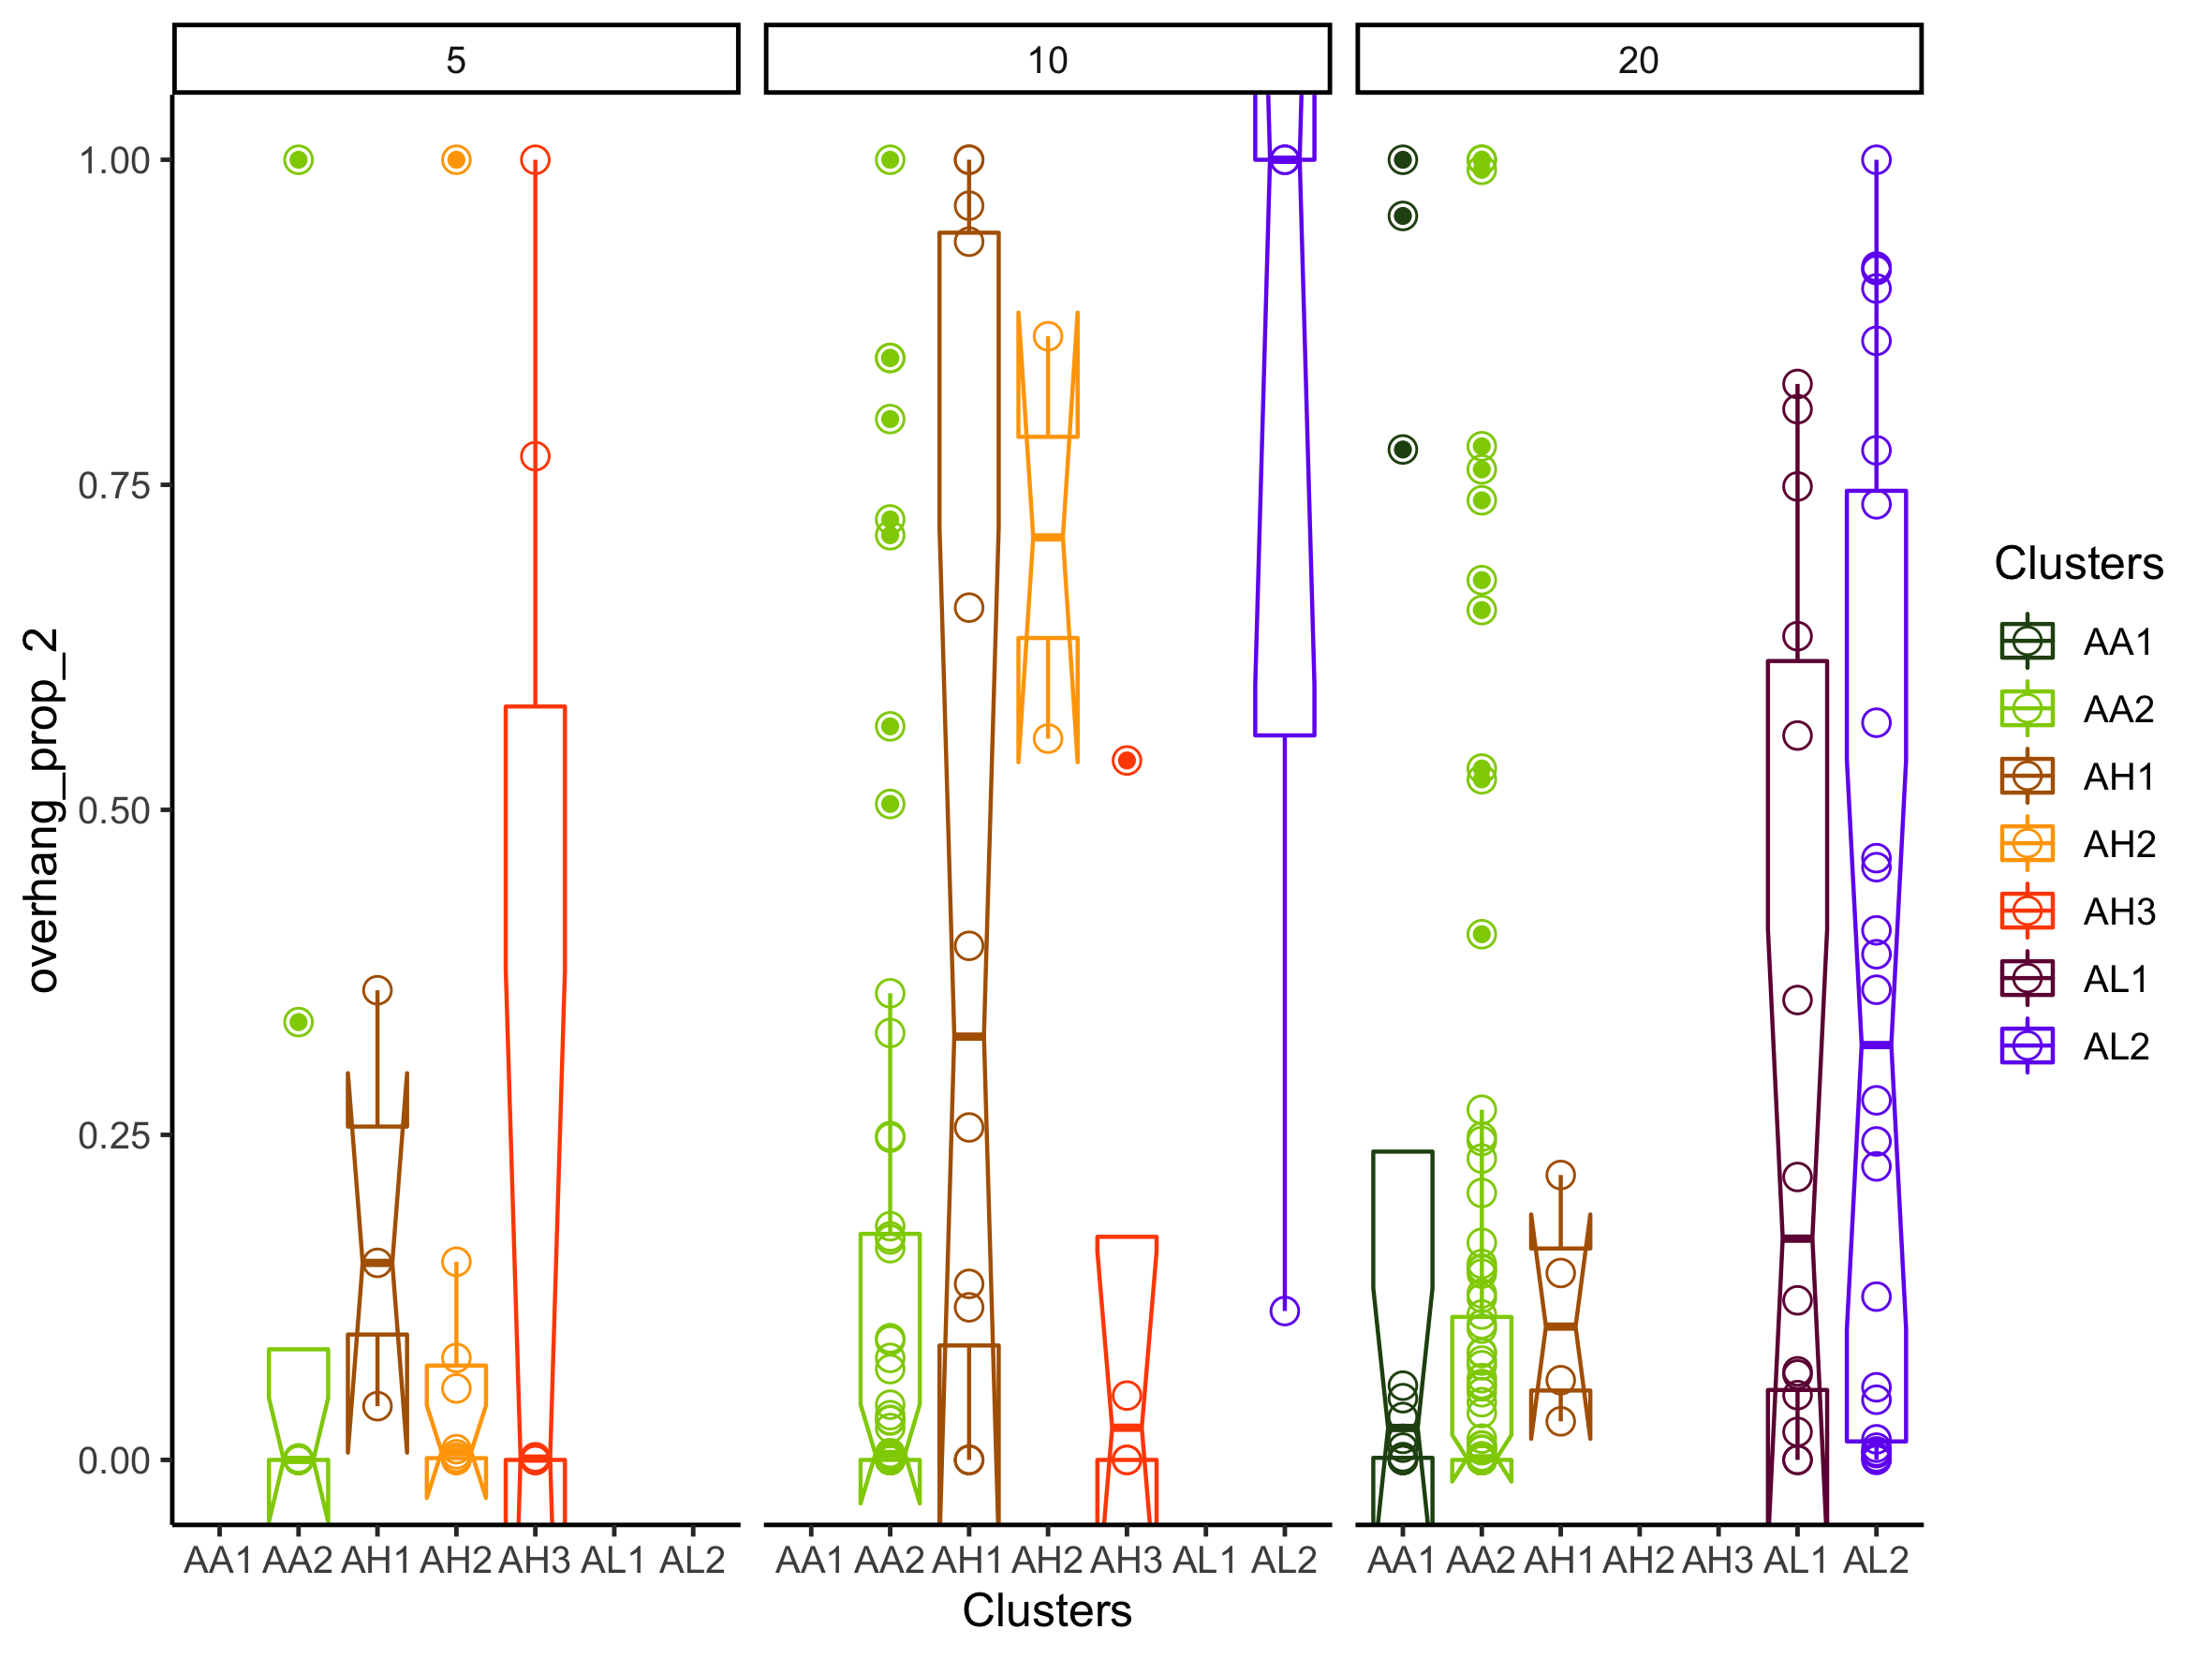 5 10 20
1.00
0.75
0.50
0.25
0.00
overhang_prop_2
AA1 AA2 AH1 AH2 AH3 AL1 AL2 AA1 AA2 AH1 AH2 AH3 AL1 AL2 AA1 AA2 AH1 AH2 AH3 AL1 AL2
Clusters
Clusters
AA1
AA2
AH1
AH2
AH3
AL1
AL2